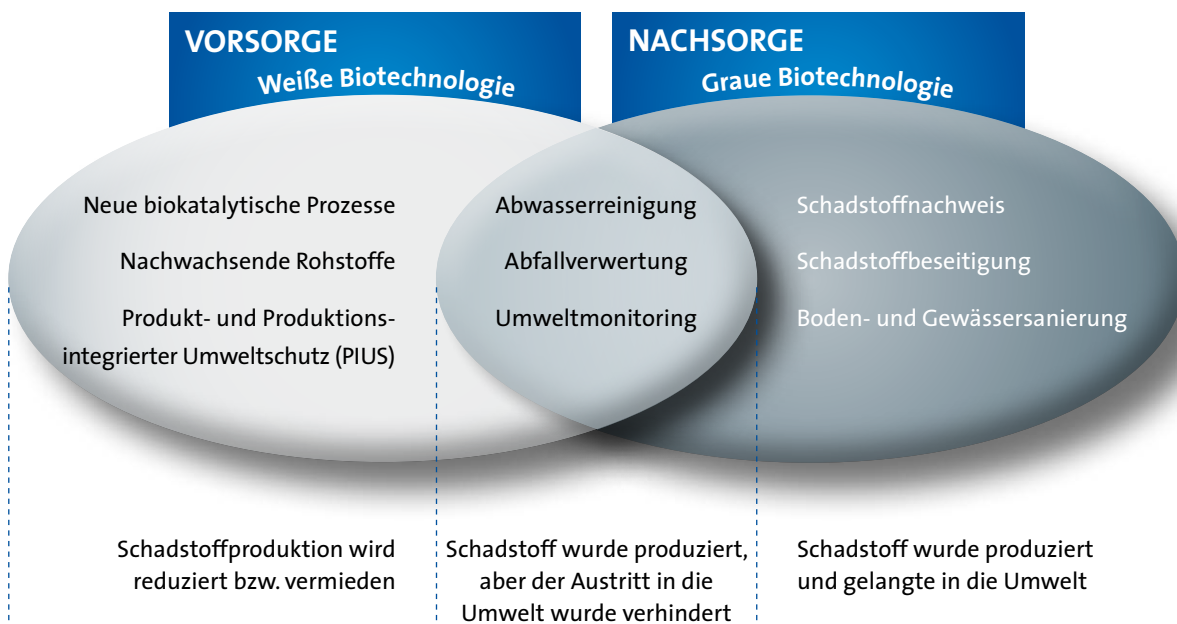 VORSORGE
Weiße Biotechnologie
NACHSORGE
Graue Biotechnologie
Neue biokatalytische Prozesse
Nachwachsende Rohstoffe
Produkt- und Produktions-
integrierter Umweltschutz (PIUS)
Abwasserreinigung
Abfallverwertung
Umweltmonitoring
Schadstoffnachweis
Schadstoffbeseitigung
Boden- und Gewässersanierung
Schadstoffproduktion wird
reduziert bzw. vermieden
Schadstoff wurde produziert,
aber der Austritt in die
Umwelt wurde verhindert
Schadstoff wurde produziert
und gelangte in die Umwelt